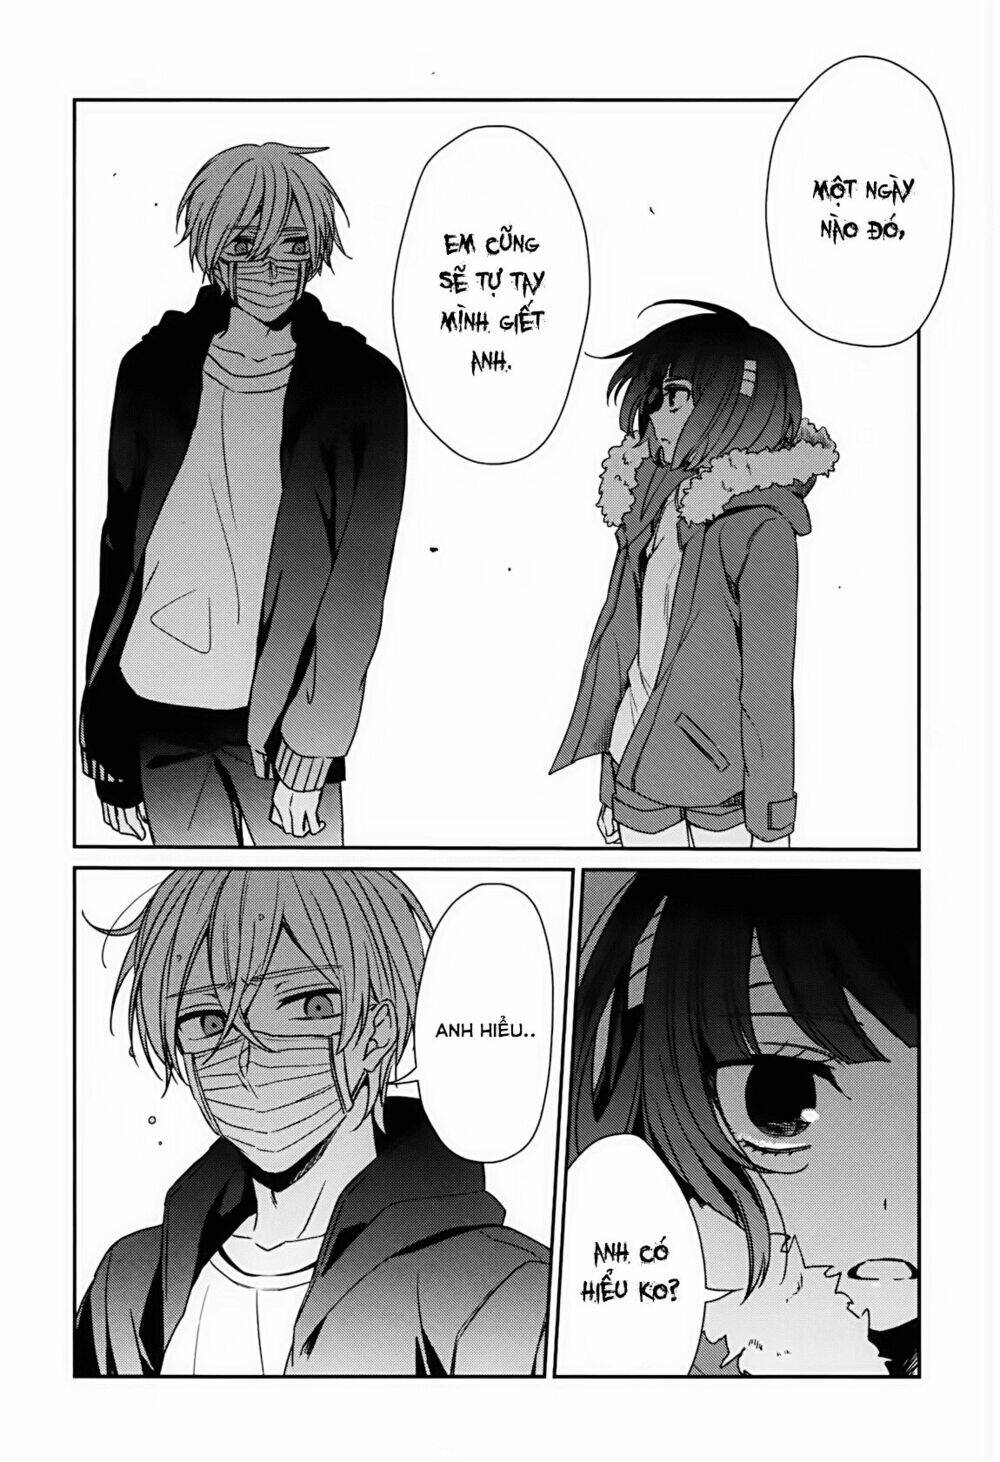 MỘT NGÀY
NÀO ĐÓ,
EM CŨNG
SẼ TỰ TAY
MÌNH GIẾT
ANH.
ANH CÓ
HIỂU KO?
ANH HIỂU..